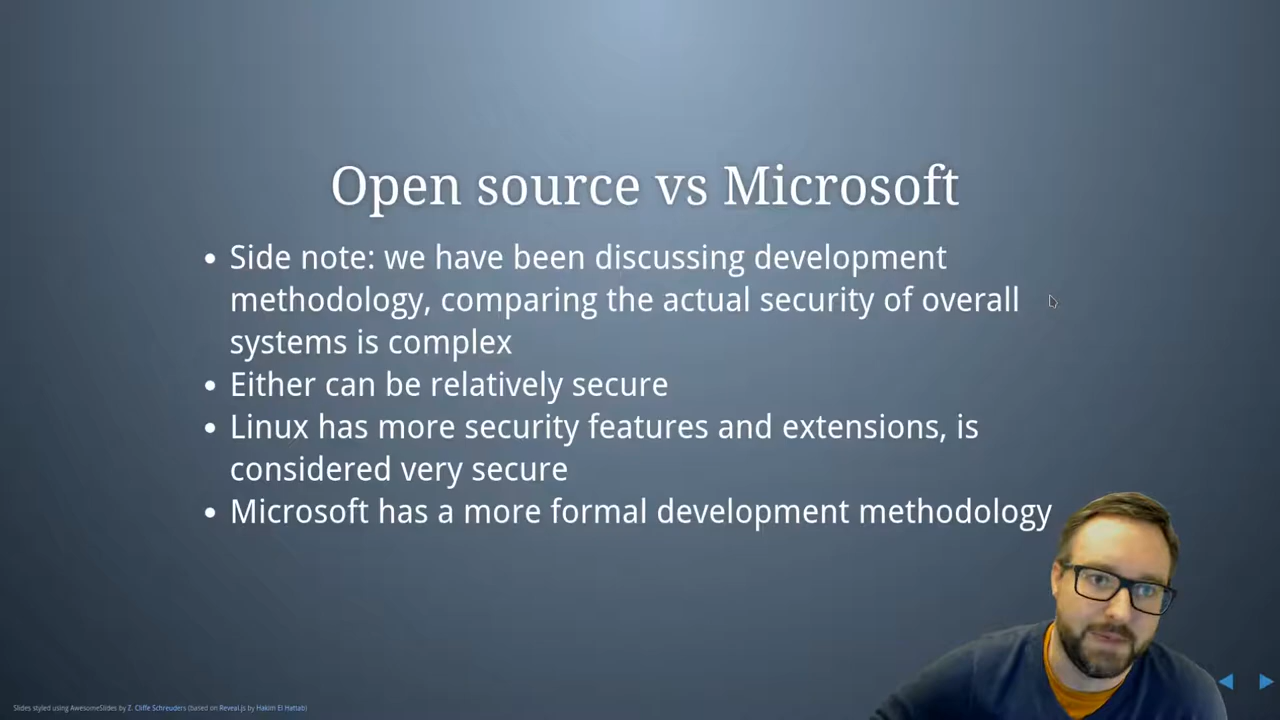 Open source vs Microsoft
• Side note: we have been discussing development
methodology, comparing the actual security of overall
systems is complex
• Either can be relatively secure
• Linux has more security features and extensions, is
considered very secure
• Microsoft has a more formal development methodology
Slides styled using AwesomeSlides by Z. Cliffe Schreuders (based on Reveal.js by Hakim El Hattab)